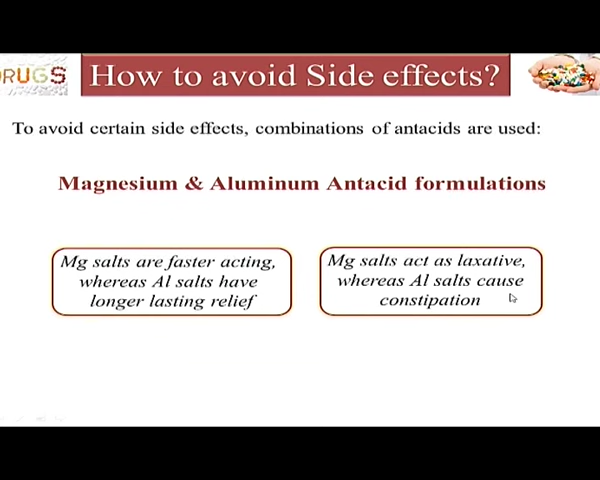 DRUGS
How to avoid Side effects?
To avoid certain side effects, combinations of antacids are used:
Magnesium & Aluminum Antacid formulations
Mg salts are faster acting,
whereas Al salts have
longer lasting relief
Mg salts act as laxative,
whereas Al salts cause
constipation